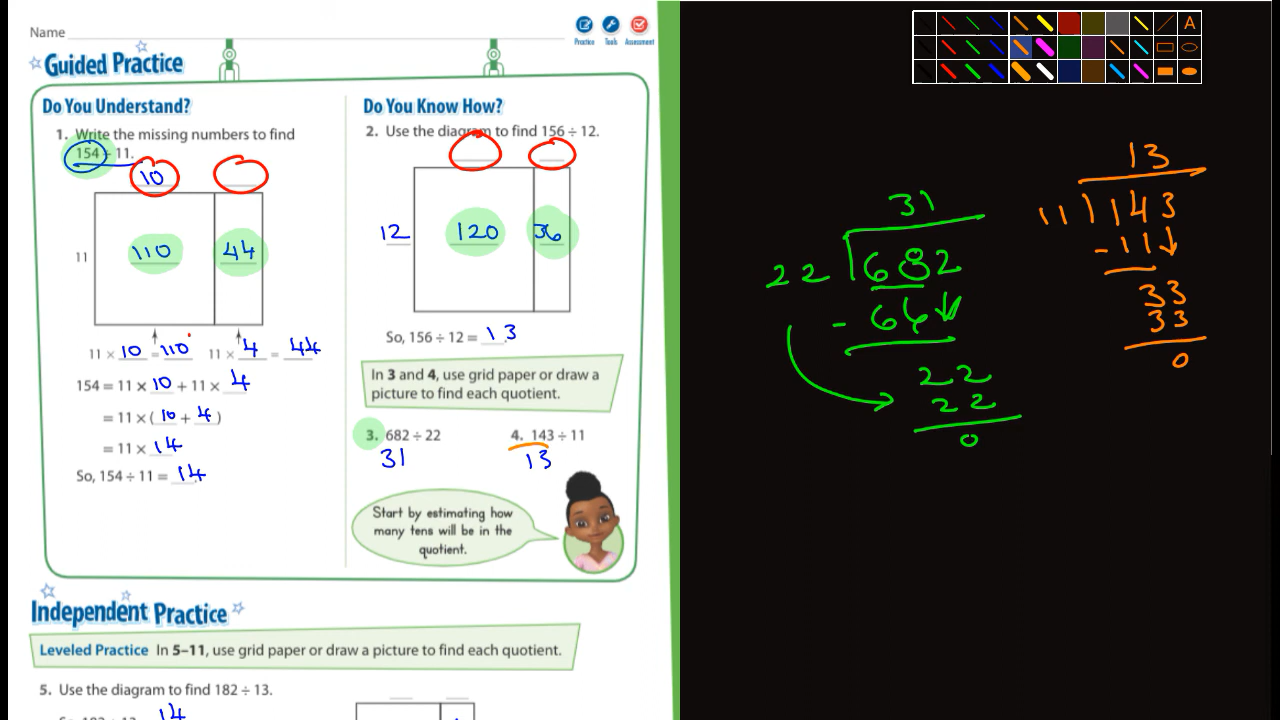 Name
Practice Tools Assessment
Guided Practice
Do You Understand?
1. Write the missing numbers to find
154 ÷ 11.
10
11
110
44
11 × 10 = 110 11 × 4 = 44
154 = 11 × 10 + 11 × 4
= 11 × ( 10 + 4 )
= 11 × 14
So, 154 ÷ 11 = 14
Do You Know How?
2. Use the diagram to find 156 ÷ 12.
12
120
36
So, 156 ÷ 12 = 13
In 3 and 4, use grid paper or draw a
picture to find each quotient.
3. 682 ÷ 22
31
4. 143 ÷ 11
13
Start by estimating how
many tens will be in the
quotient.
Independent Practice
Leveled Practice In 5–11, use grid paper or draw a picture to find each quotient.
5. Use the diagram to find 182 ÷ 13.
So, 182 ÷ 13 = 14
A
31
22 682
- 66
22
22
0
13
11 143
- 11
33
33
0